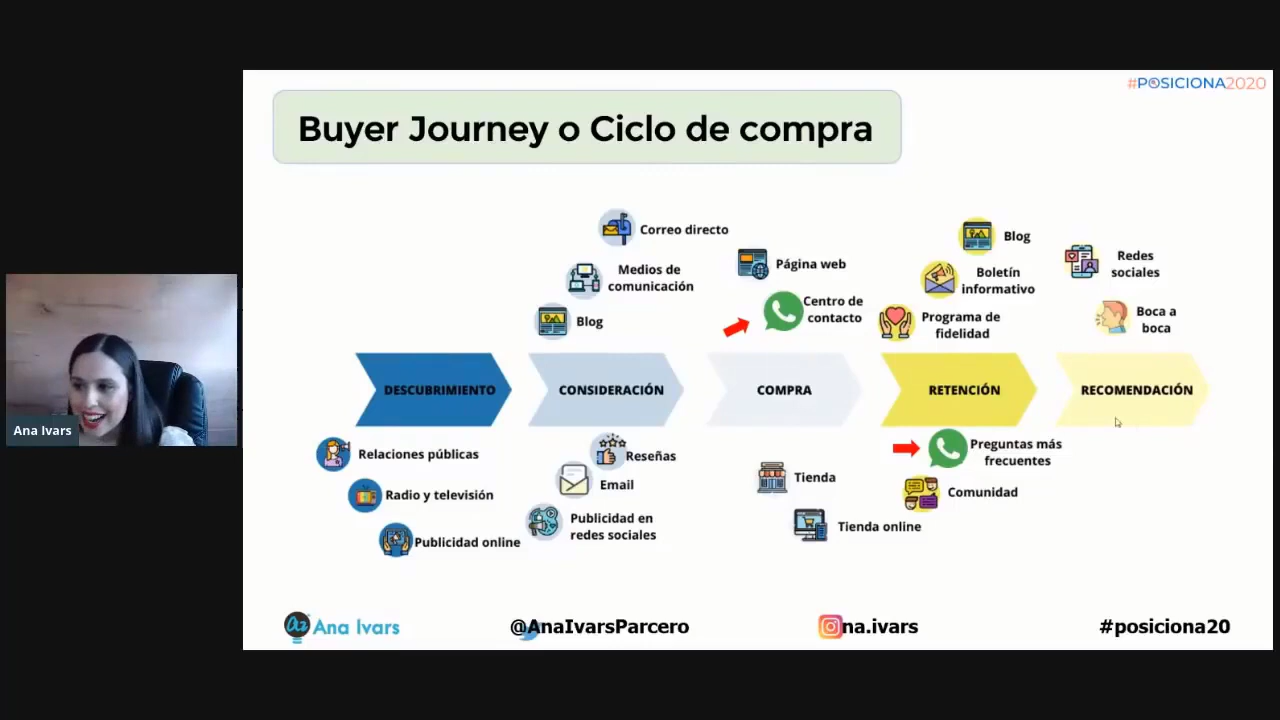 #POSICIONA2020
Buyer Journey o Ciclo de compra
Correo directo
Medios de
comunicación
Blog
Página web
Centro de
contacto
Blog
Boletín
informativo
Programa de
fidelidad
Redes
sociales
Boca a
boca
DESCUBRIMIENTO
CONSIDERACIÓN
COMPRA
RETENCIÓN
RECOMENDACIÓN
Relaciones públicas
Radio y televisión
Publicidad online
Reseñas
Email
Publicidad en
redes sociales
Tienda
Tienda online
Preguntas más
frecuentes
Comunidad
Ana Ivars
Ana Ivars
@AnaIvarsParcero
na.ivars
#posiciona20